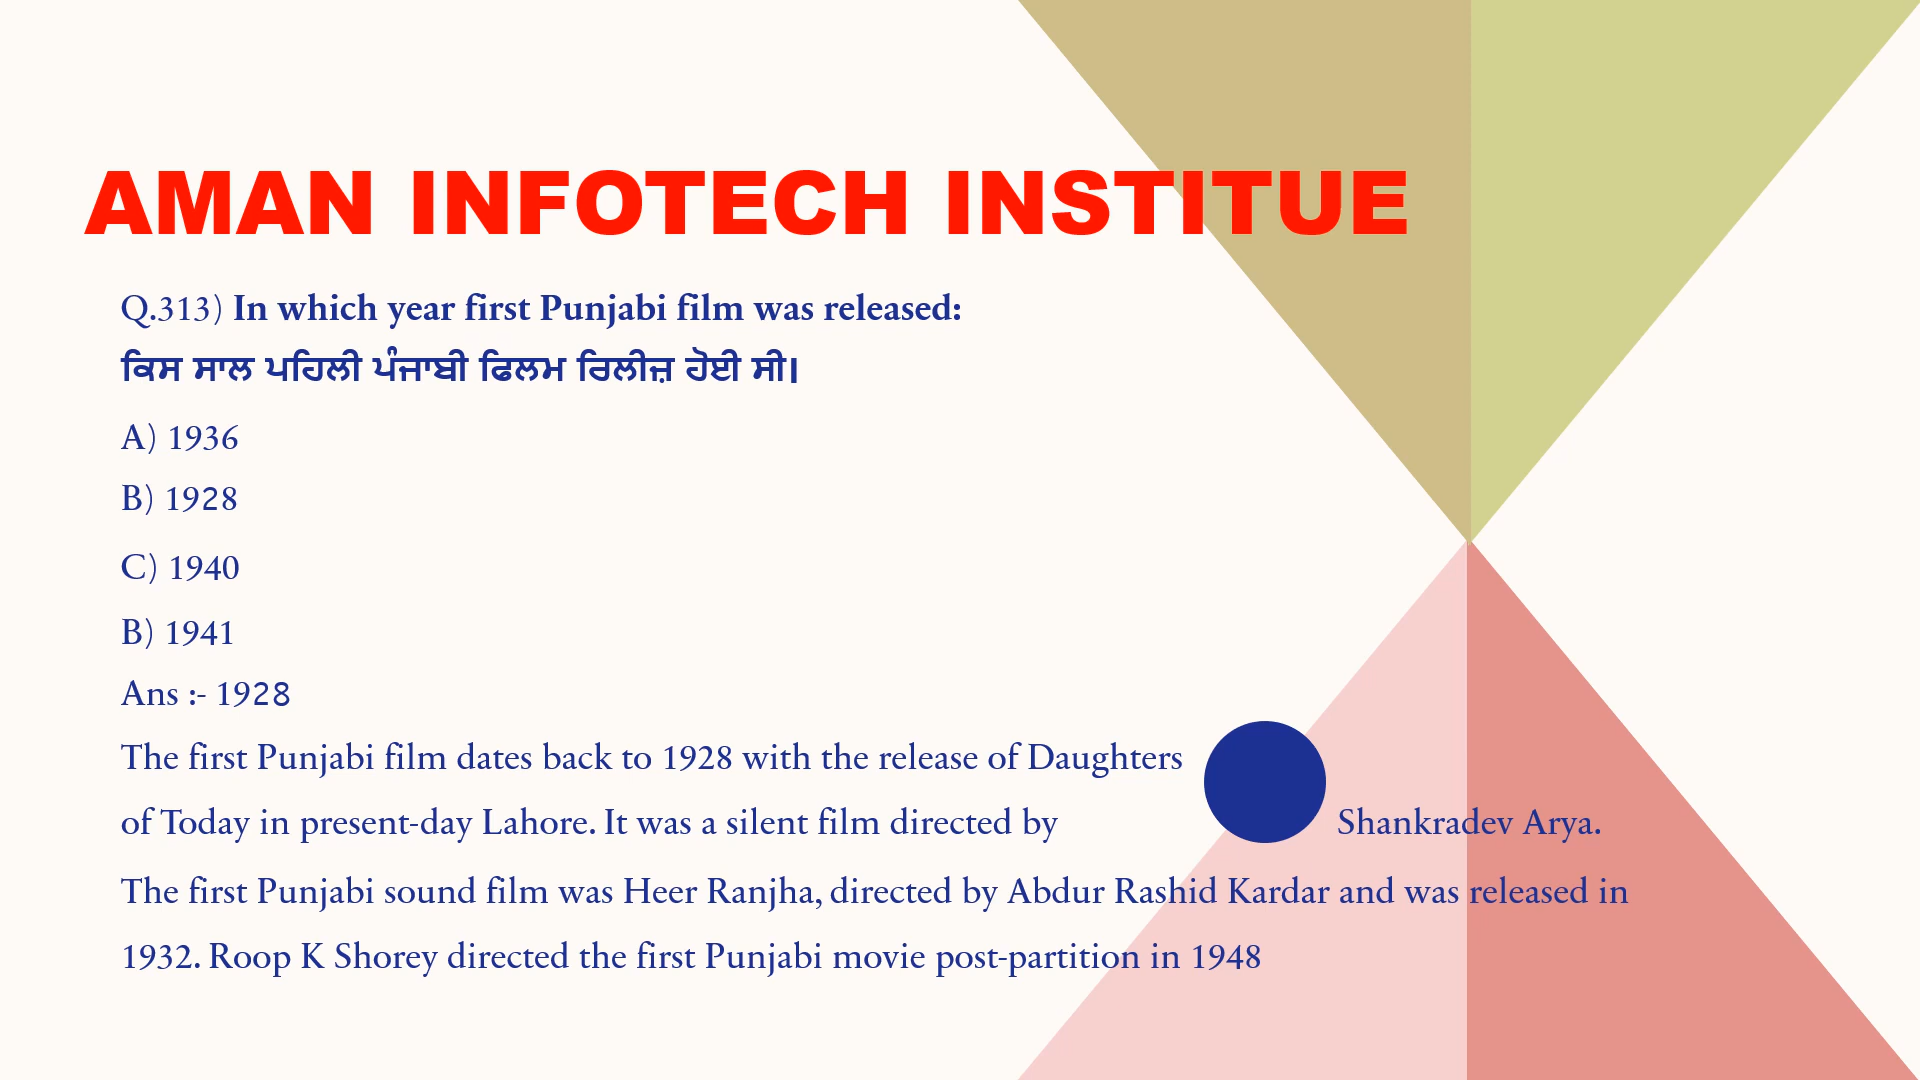 AMAN INFOTECH INSTITUE
Q.313) In which year first Punjabi film was released:
ਕਿਸ ਸਾਲ ਪਹਿਲੀ ਪੰਜਾਬੀ ਫਿਲਮ ਰਿਲੀਜ਼ ਹੋਈ ਸੀ।
A) 1936
B) 1928
C) 1940
B) 1941
Ans :- 1928
The first Punjabi film dates back to 1928 with the release of Daughters
of Today in present-day Lahore. It was a silent film directed by Shankradev Arya.
The first Punjabi sound film was Heer Ranjha, directed by Abdur Rashid Kardar and was released in
1932. Roop K Shorey directed the first Punjabi movie post-partition in 1948